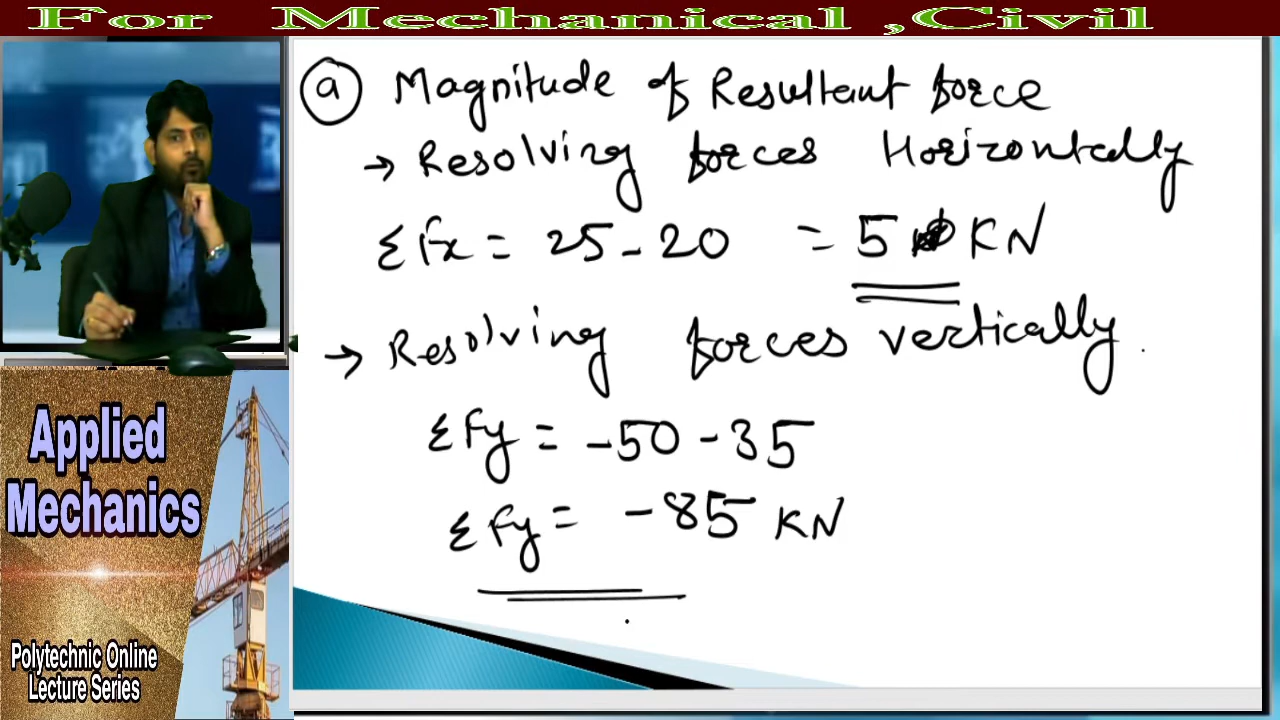 For Mechanical ,Civil
a Magnitude of Resultant force
→ Resolving forces Horizontally
ΣFx = 25 - 20 = 5 KN
→ Resolving forces vertically.
ΣFy = -50 - 35
ΣFy = -85 KN
Applied
Mechanics
Polytechnic Online
Lecture Series